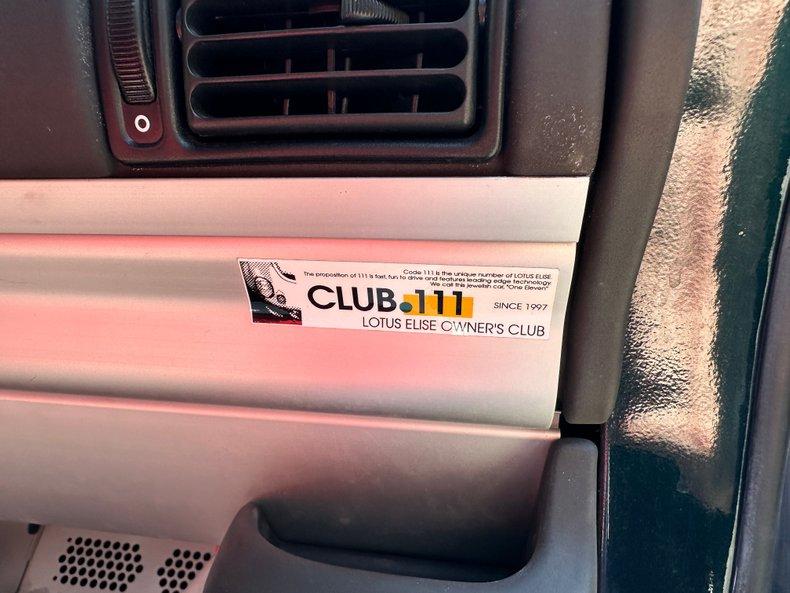 O
Code 111 is the unique number of LOTUS ELISE.
The proposition of 111 is fast, fun to drive and features leading edge technology.
We call this jewelish car, "One Eleven"
CLUB.111
SINCE 1997
LOTUS ELISE OWNER'S CLUB